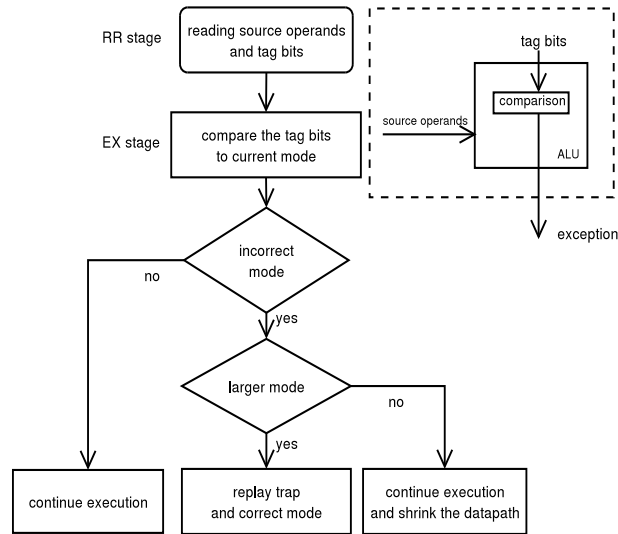 RR stage
reading source operands
and tag bits
tag bits
comparison
source operands
ALU
exception
EX stage
compare the tag bits
to current mode
incorrect
mode
no
yes
larger mode
no
yes
continue execution
replay trap
and correct mode
continue execution
and shrink the datapath